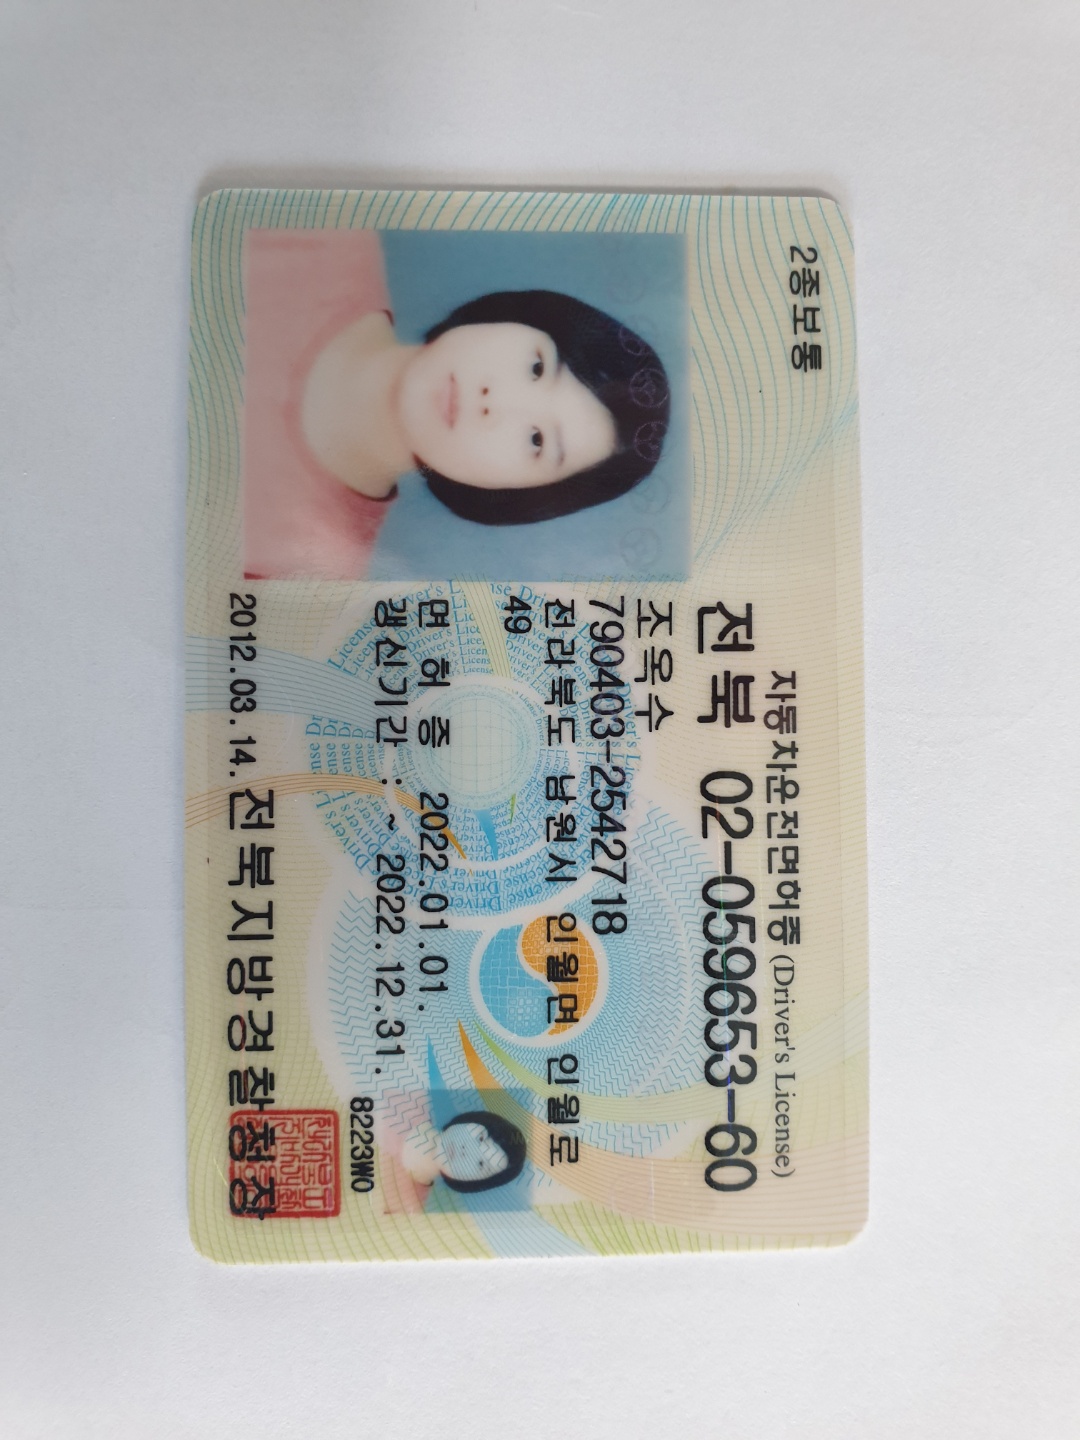 2종보통
자동차운전면허증 (Driver's License)
전북 02-059653-60
조옥수
790403-2542718
전라북도 남원시 인월면 인월로
49
면 허 증 2022.01.01.
갱신기간 : ~ 2022.12.31.
8223W0
2012.03.14. 전북지방경찰청장